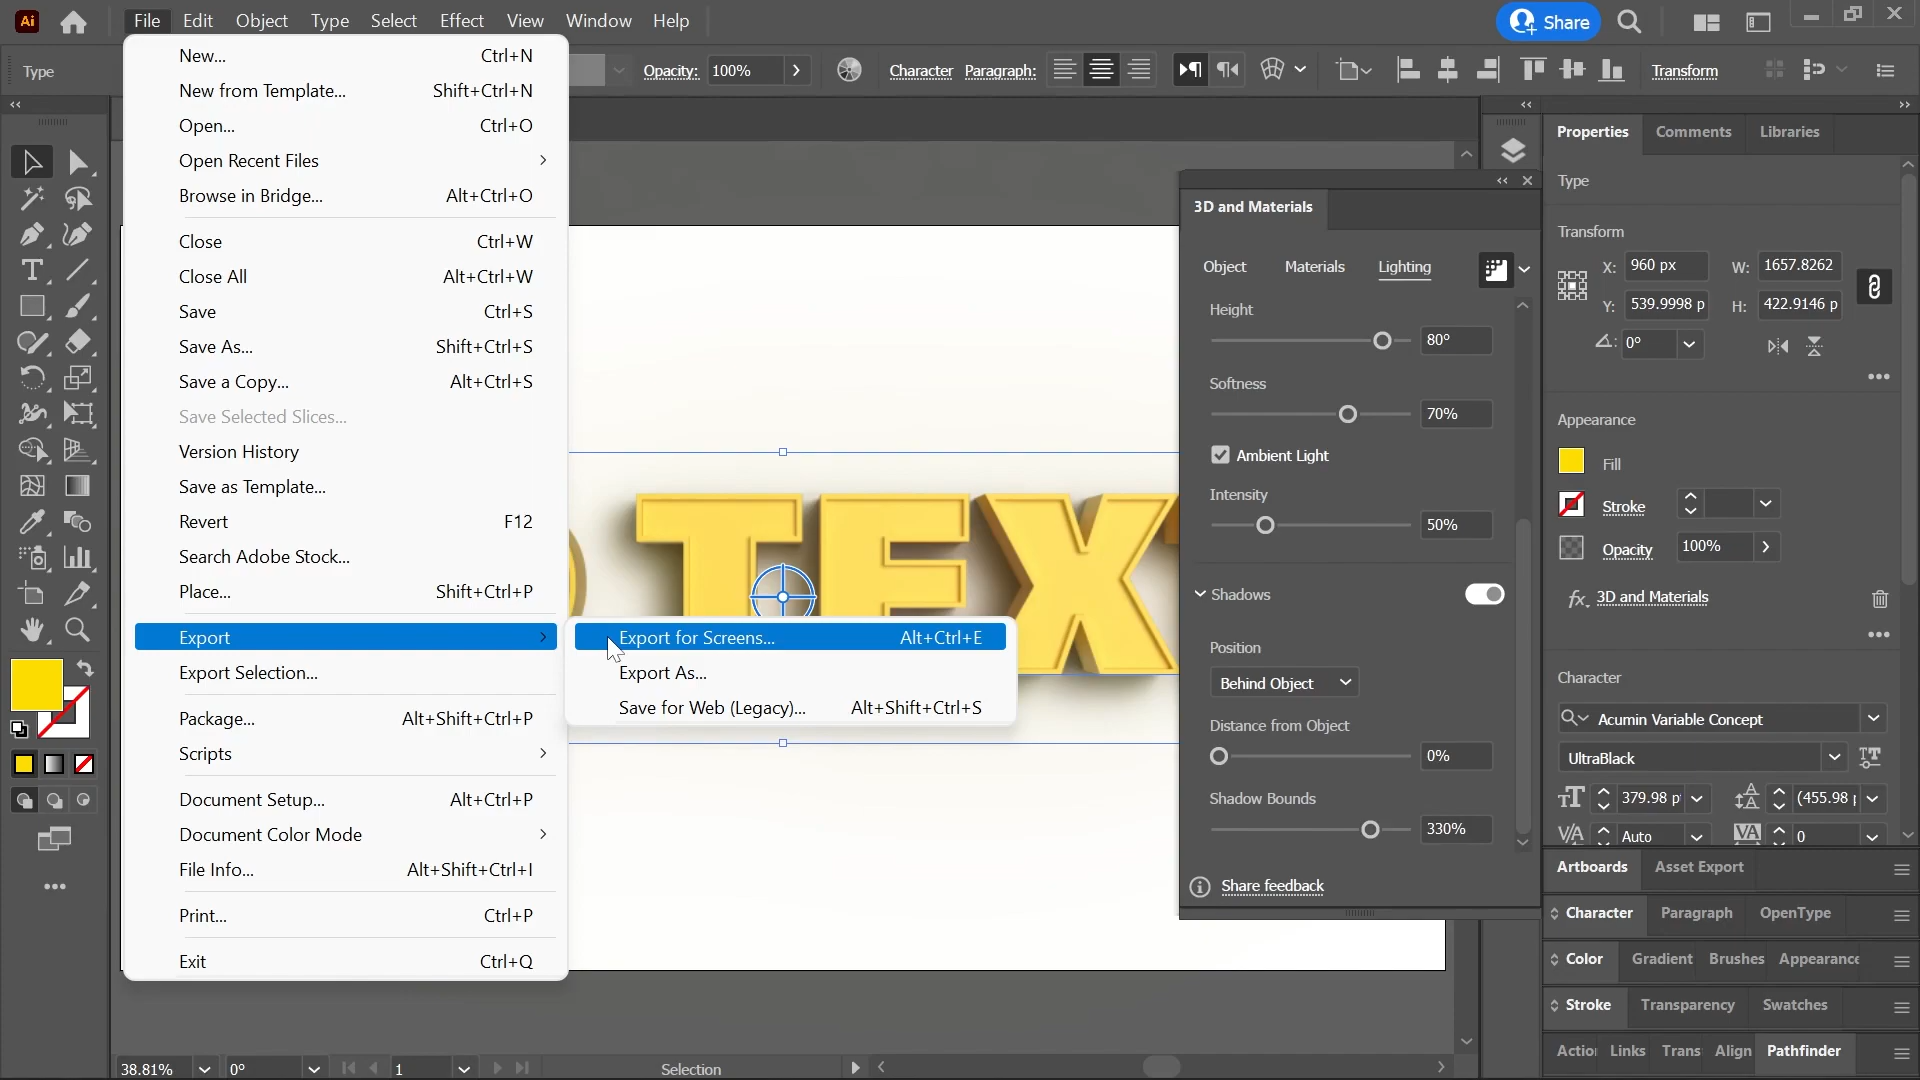 Ai File Edit Object Type Select Effect View Window Help Share
Type Opacity: 100% Character Paragraph: Transform
New... Ctrl+N
New from Template... Shift+Ctrl+N
Open... Ctrl+O
Open Recent Files
Browse in Bridge... Alt+Ctrl+O
Close Ctrl+W
Close All Alt+Ctrl+W
Save Ctrl+S
Save As... Shift+Ctrl+S
Save a Copy... Alt+Ctrl+S
Save Selected Slices...
Version History
Save as Template...
Revert F12
Search Adobe Stock...
Place... Shift+Ctrl+P
Export
Export Selection...
Package... Alt+Shift+Ctrl+P
Scripts
Document Setup... Alt+Ctrl+P
Document Color Mode
File Info... Alt+Shift+Ctrl+I
Print... Ctrl+P
Exit Ctrl+Q
Export for Screens... Alt+Ctrl+E
Export As...
Save for Web (Legacy)... Alt+Shift+Ctrl+S
TEX
3D and Materials
Object Materials Lighting
Height
80°
Softness
70%
Ambient Light
Intensity
50%
Shadows
Position
Behind Object
Distance from Object
0%
Shadow Bounds
330%
Share feedback
Properties Comments Libraries
Type
Transform
X: 960 px W: 1657.8262
Y: 539.9998 p H: 422.9146 p
0°
Appearance
Fill
Stroke
Opacity 100%
fx 3D and Materials
Character
Acumin Variable Concept
UltraBlack
379.98 p (455.98 p
Auto 0
Artboards Asset Export
Character Paragraph OpenType
Color Gradient Brushes Appearance
Stroke Transparency Swatches
Action Links Trans Align Pathfinder
38.81% 0° 1 Selection